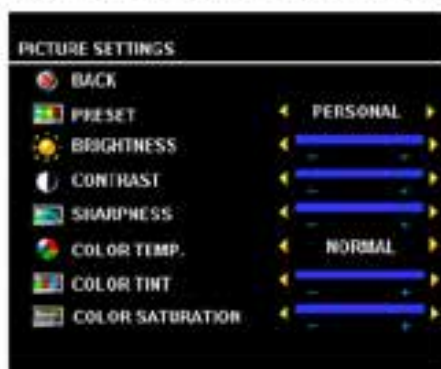 PICTURE SETTINGS
BACK
PRESET PERSONAL
BRIGHTNESS
- +
CONTRAST
- +
SHARPNESS
- +
COLOR TEMP. NORMAL
COLOR TINT
- +
COLOR SATURATION
- +